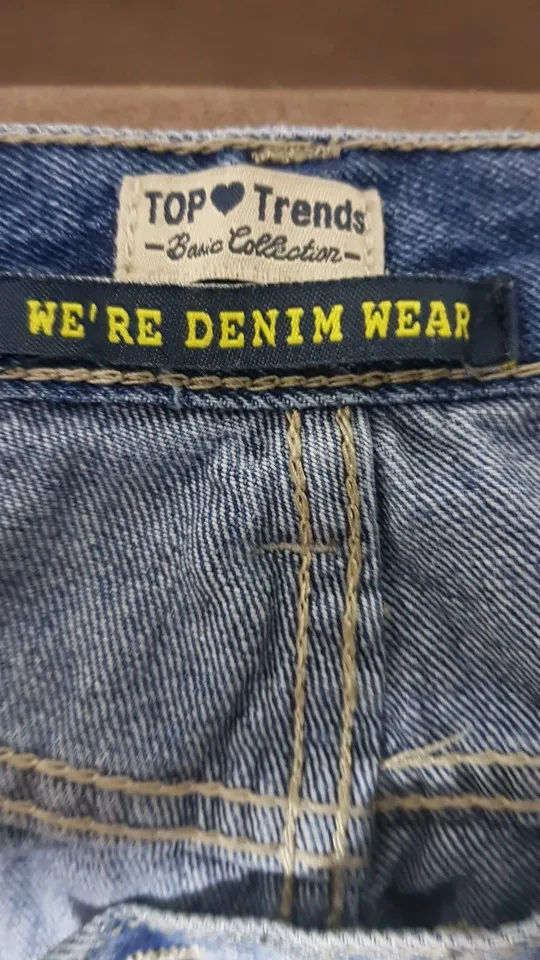 TOP♥Trends
-Basic Collection-
WE'RE DENIM WEAR